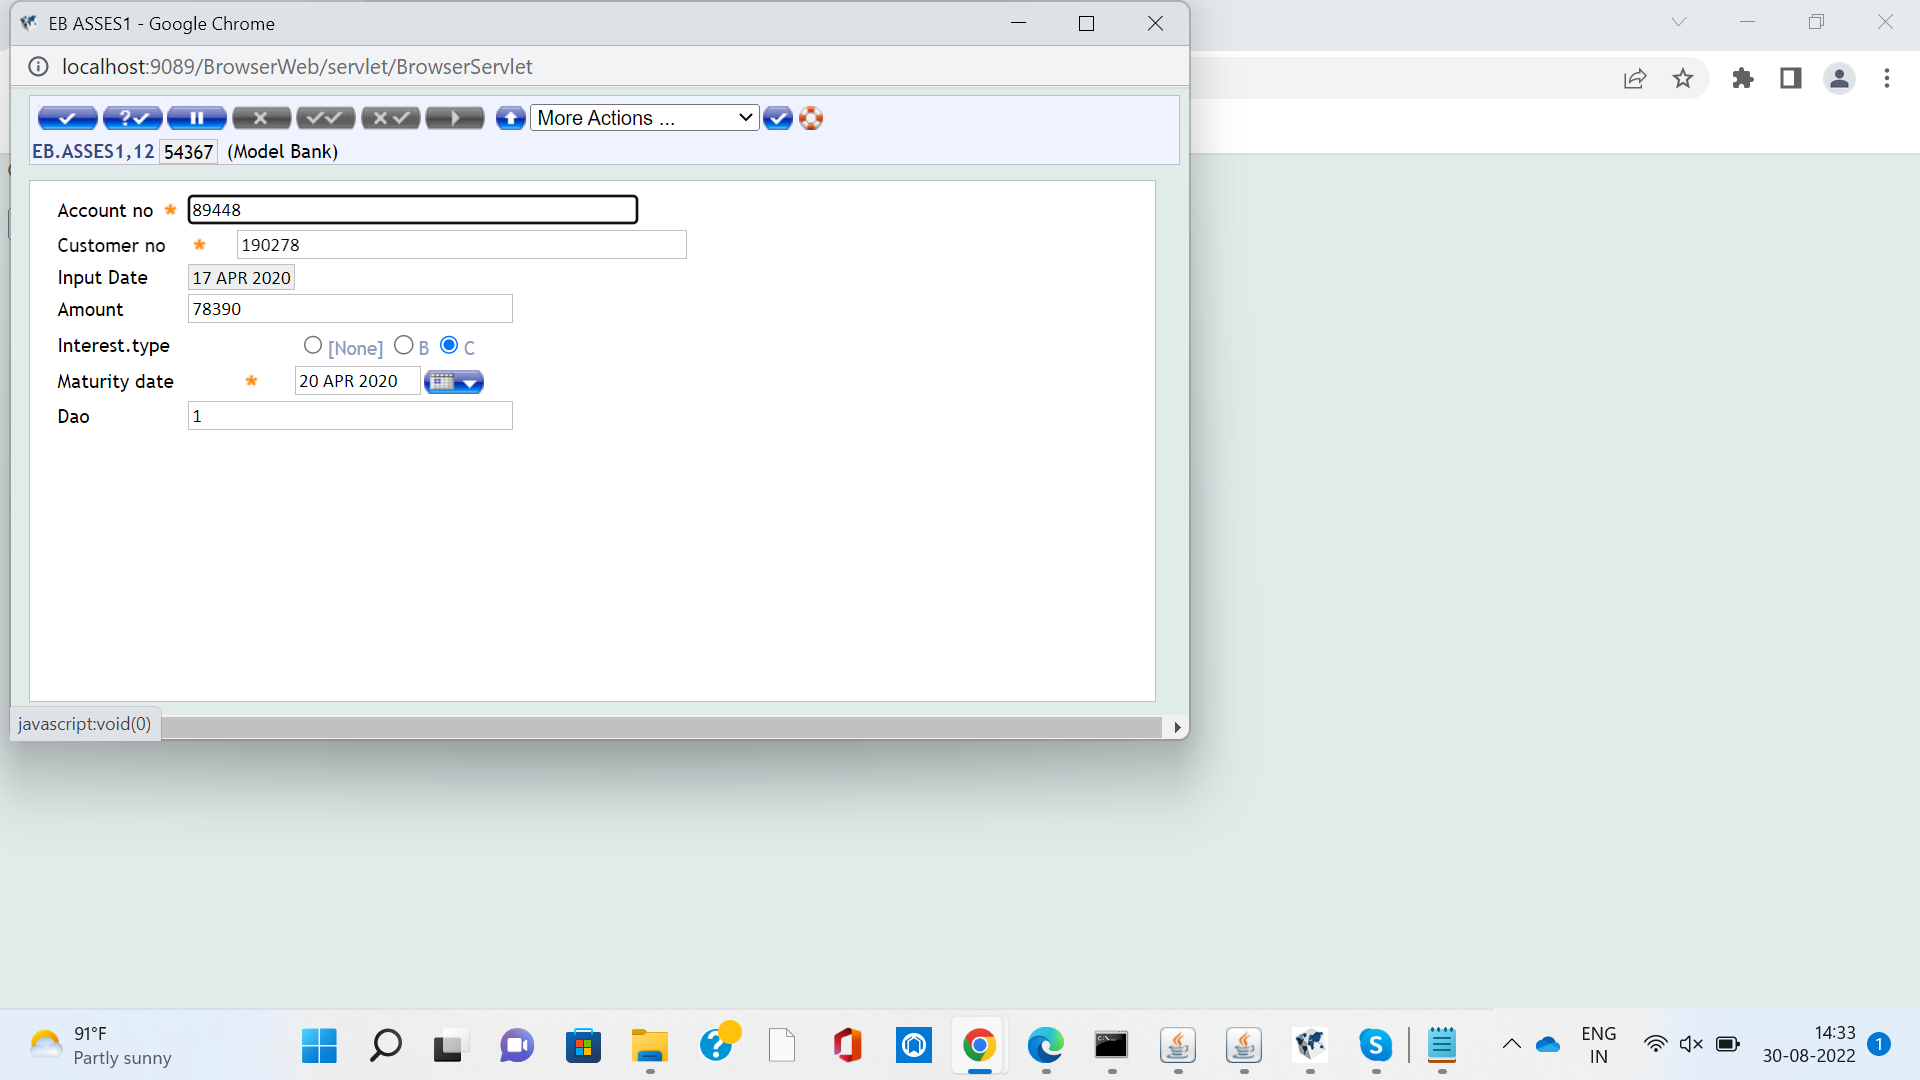 EB ASSES1 - Google Chrome
localhost:9089/BrowserWeb/servlet/BrowserServlet
More Actions ...
EB.ASSES1,12 54367 (Model Bank)
Account no * 89448
Customer no * 190278
Input Date 17 APR 2020
Amount 78390
Interest.type [None] B C
Maturity date * 20 APR 2020
Dao 1
javascript:void(0)
91°F
Partly sunny
ENG
IN
14:33
30-08-2022
1